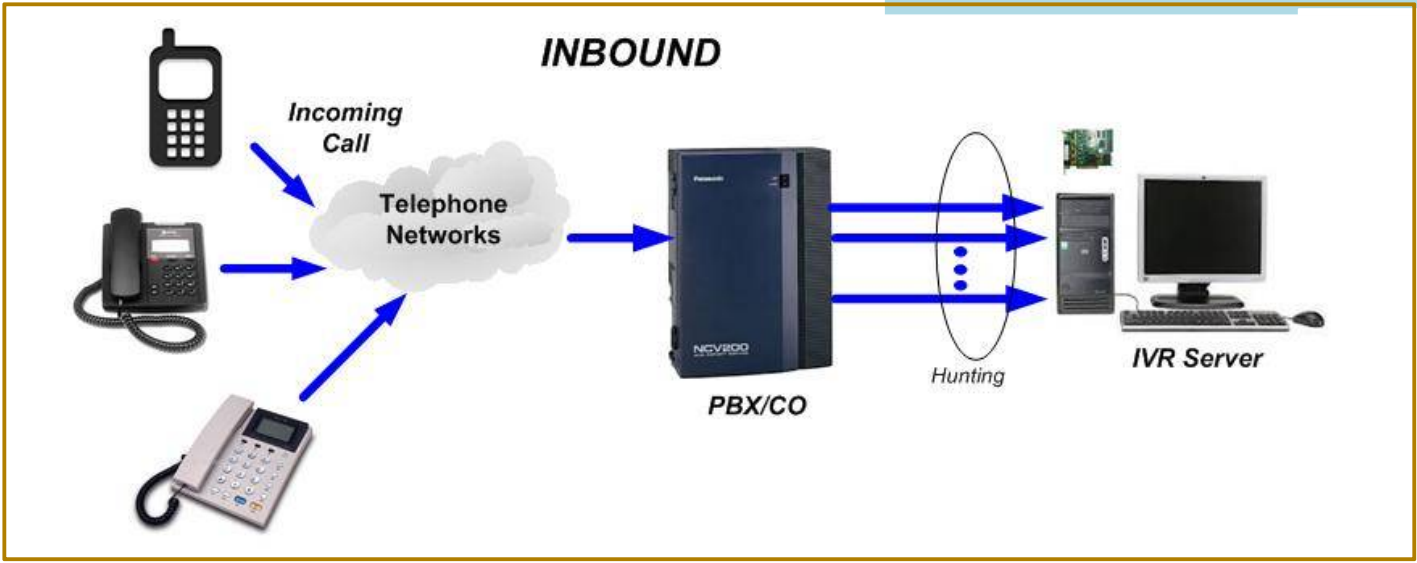 INBOUND
Incoming
Call
Telephone
Networks
Panasonic
NCV200
Hunting
PBX/CO
IVR Server